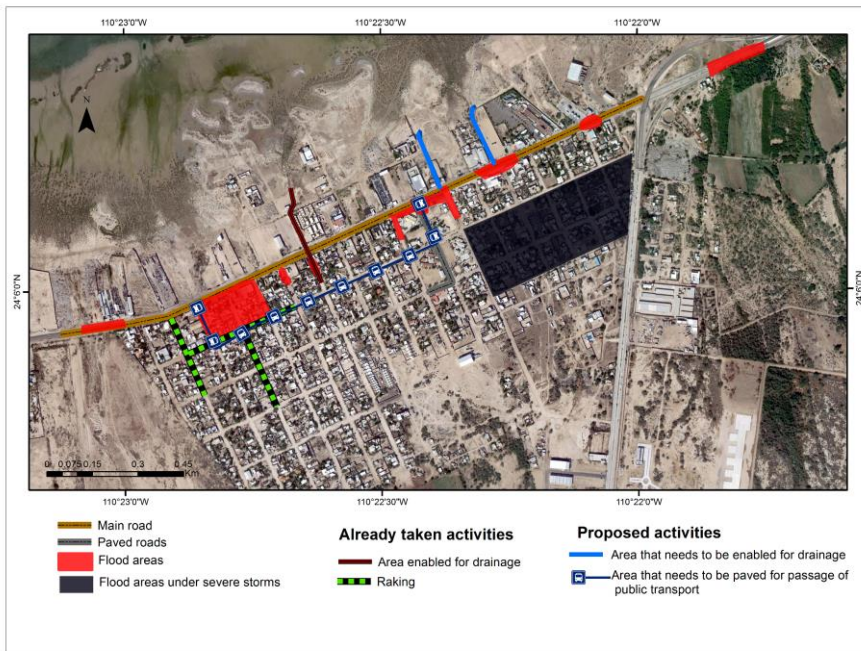 110°23'0"W 110°22'30"W 110°22'0"W
N
24°6'0"N 24°6'0"N
0 0.075 0.15 0.3 0.45
Km
110°23'0"W 110°22'30"W 110°22'0"W
Main road
Paved roads
Flood areas
Flood areas under severe storms
Already taken activities
Area enabled for drainage
Raking
Proposed activities
Area that needs to be enabled for drainage
Area that needs to be paved for passage of
public transport